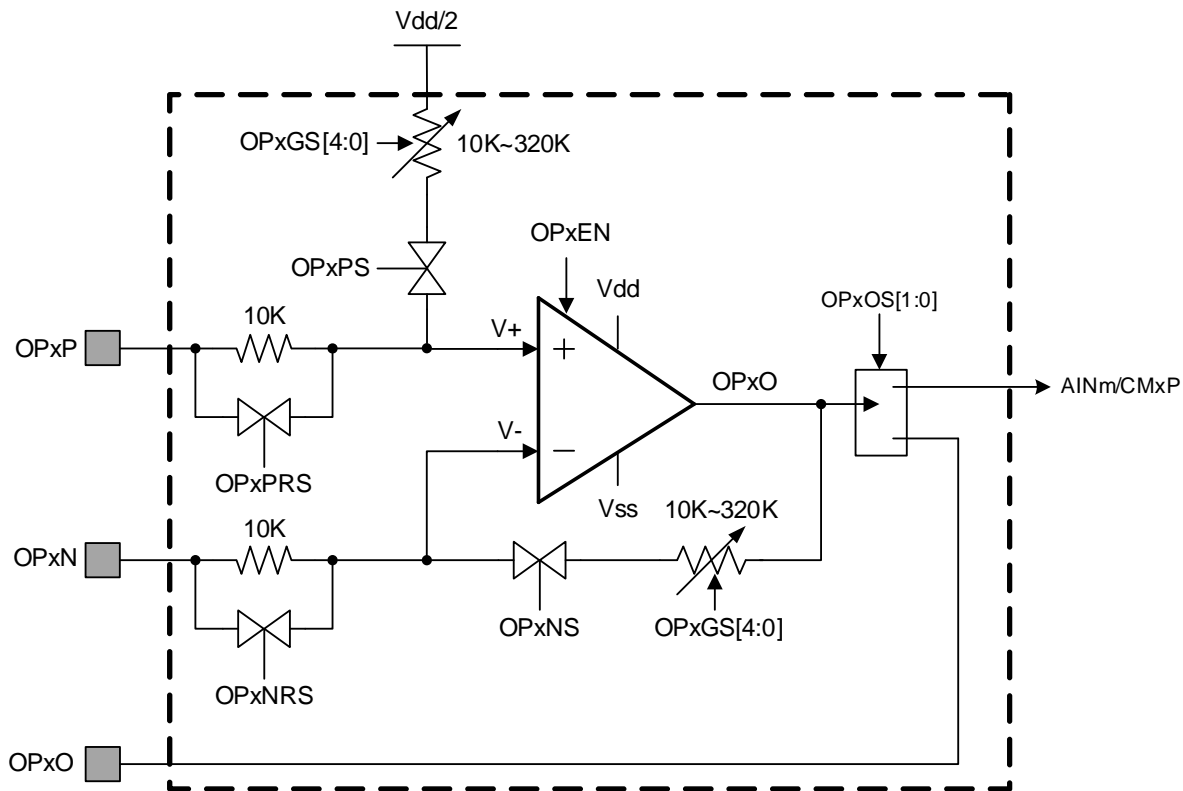 Vdd/2
OPxGS[4:0]
10K~320K
OPxEN
OPxPS
Vdd
OPxOS[1:0]
10K
V+
OPxP
+
OPxO
AINm/CMxP
V-
−
OPxPRS
Vss
10K~320K
10K
OPxN
OPxNS
OPxGS[4:0]
OPxNRS
OPxO